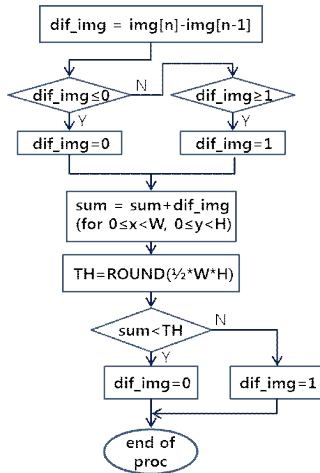 dif_img = img[n]-img[n-1]
dif_img≤0
N
dif_img≥1
Y
Y
dif_img=0
dif_img=1
sum = sum+dif_img
(for 0≤x<W, 0≤y<H)
TH=ROUND(½*W*H)
sum<TH
N
Y
dif_img=0
dif_img=1
end of
proc